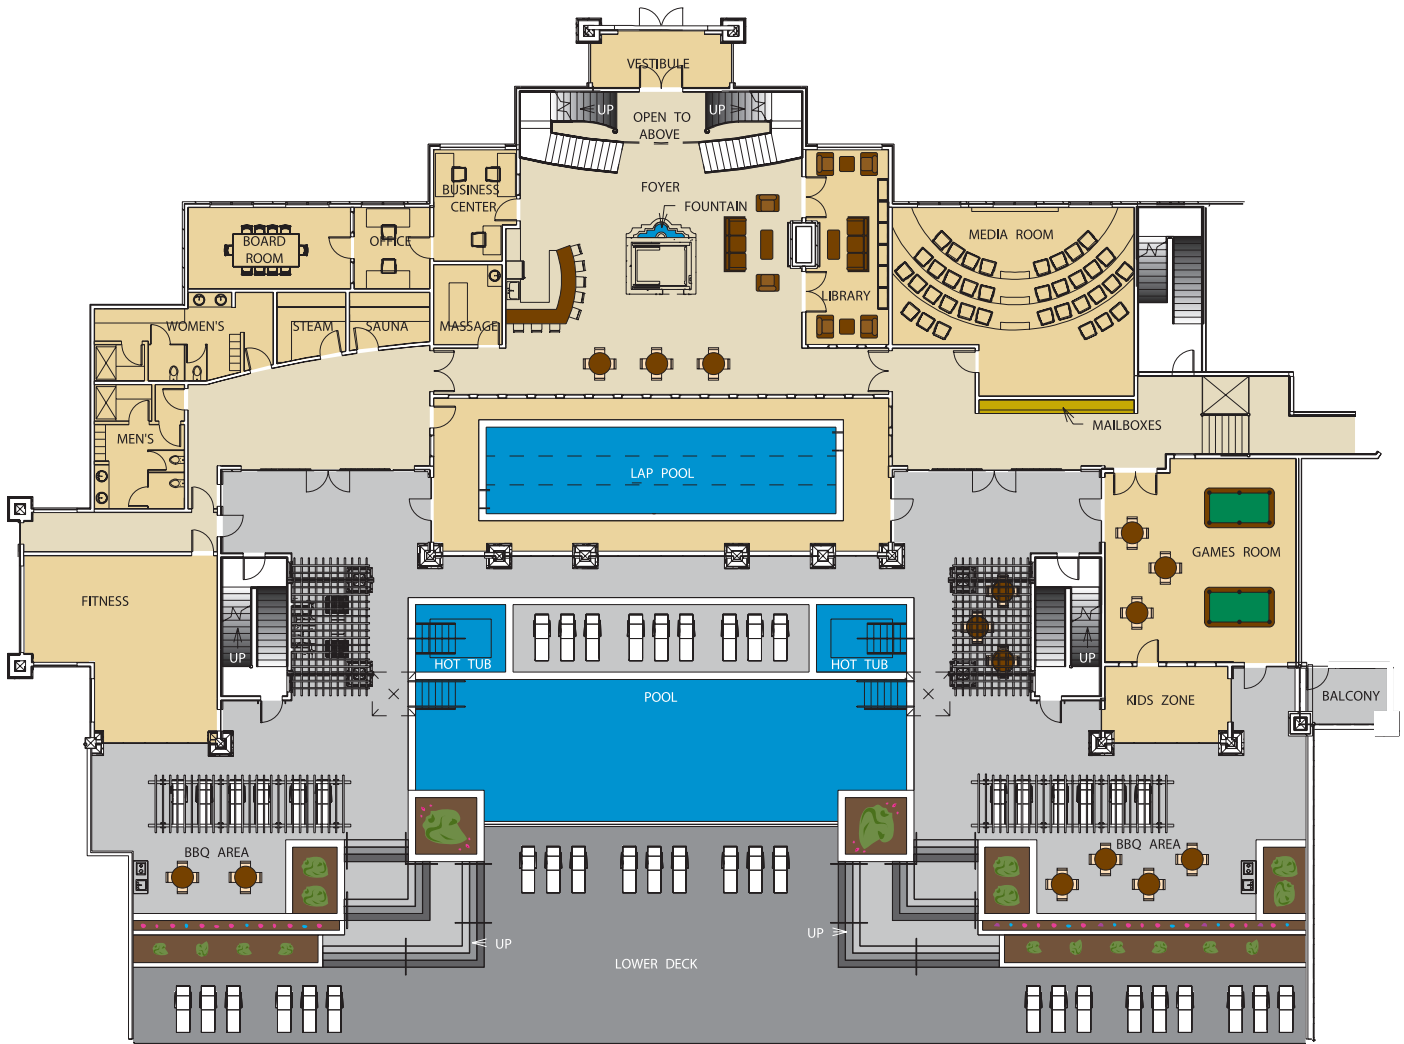 VESTIBULE
UP
UP
OPEN TO
ABOVE
FOYER
FOUNTAIN
BUSINESS
CENTER
BOARD
ROOM
OFFICE
MEDIA ROOM
LIBRARY
WOMEN'S
STEAM
SAUNA
MASSAGE
MAILBOXES
MEN'S
LAP POOL
GAMES ROOM
FITNESS
UP
HOT TUB
HOT TUB
UP
POOL
KIDS ZONE
BALCONY
BBQ AREA
BBQ AREA
UP
UP
LOWER DECK